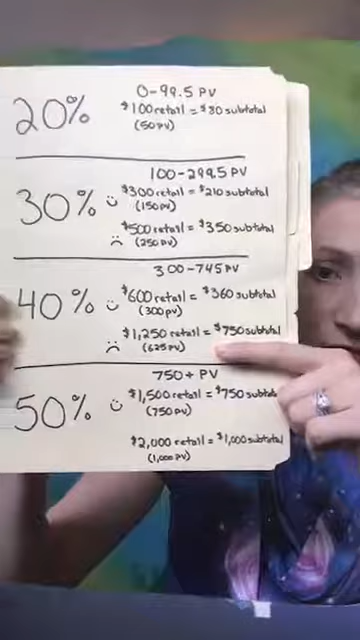 0-99.5 PV
20%
$100 retail = $80 subtotal
(50 PV)
100-299.5 PV
30%
$300 retail = $210 subtotal
(150 PV)
$500 retail = $350 subtotal
(250 PV)
300-745 PV
40%
$600 retail = $360 subtotal
(300 PV)
$1,250 retail = $750 subtotal
(625 PV)
750+ PV
50%
$1,500 retail = $750 subtotal
(750 PV)
$2,000 retail = $1,000 subtotal
(1,000 PV)